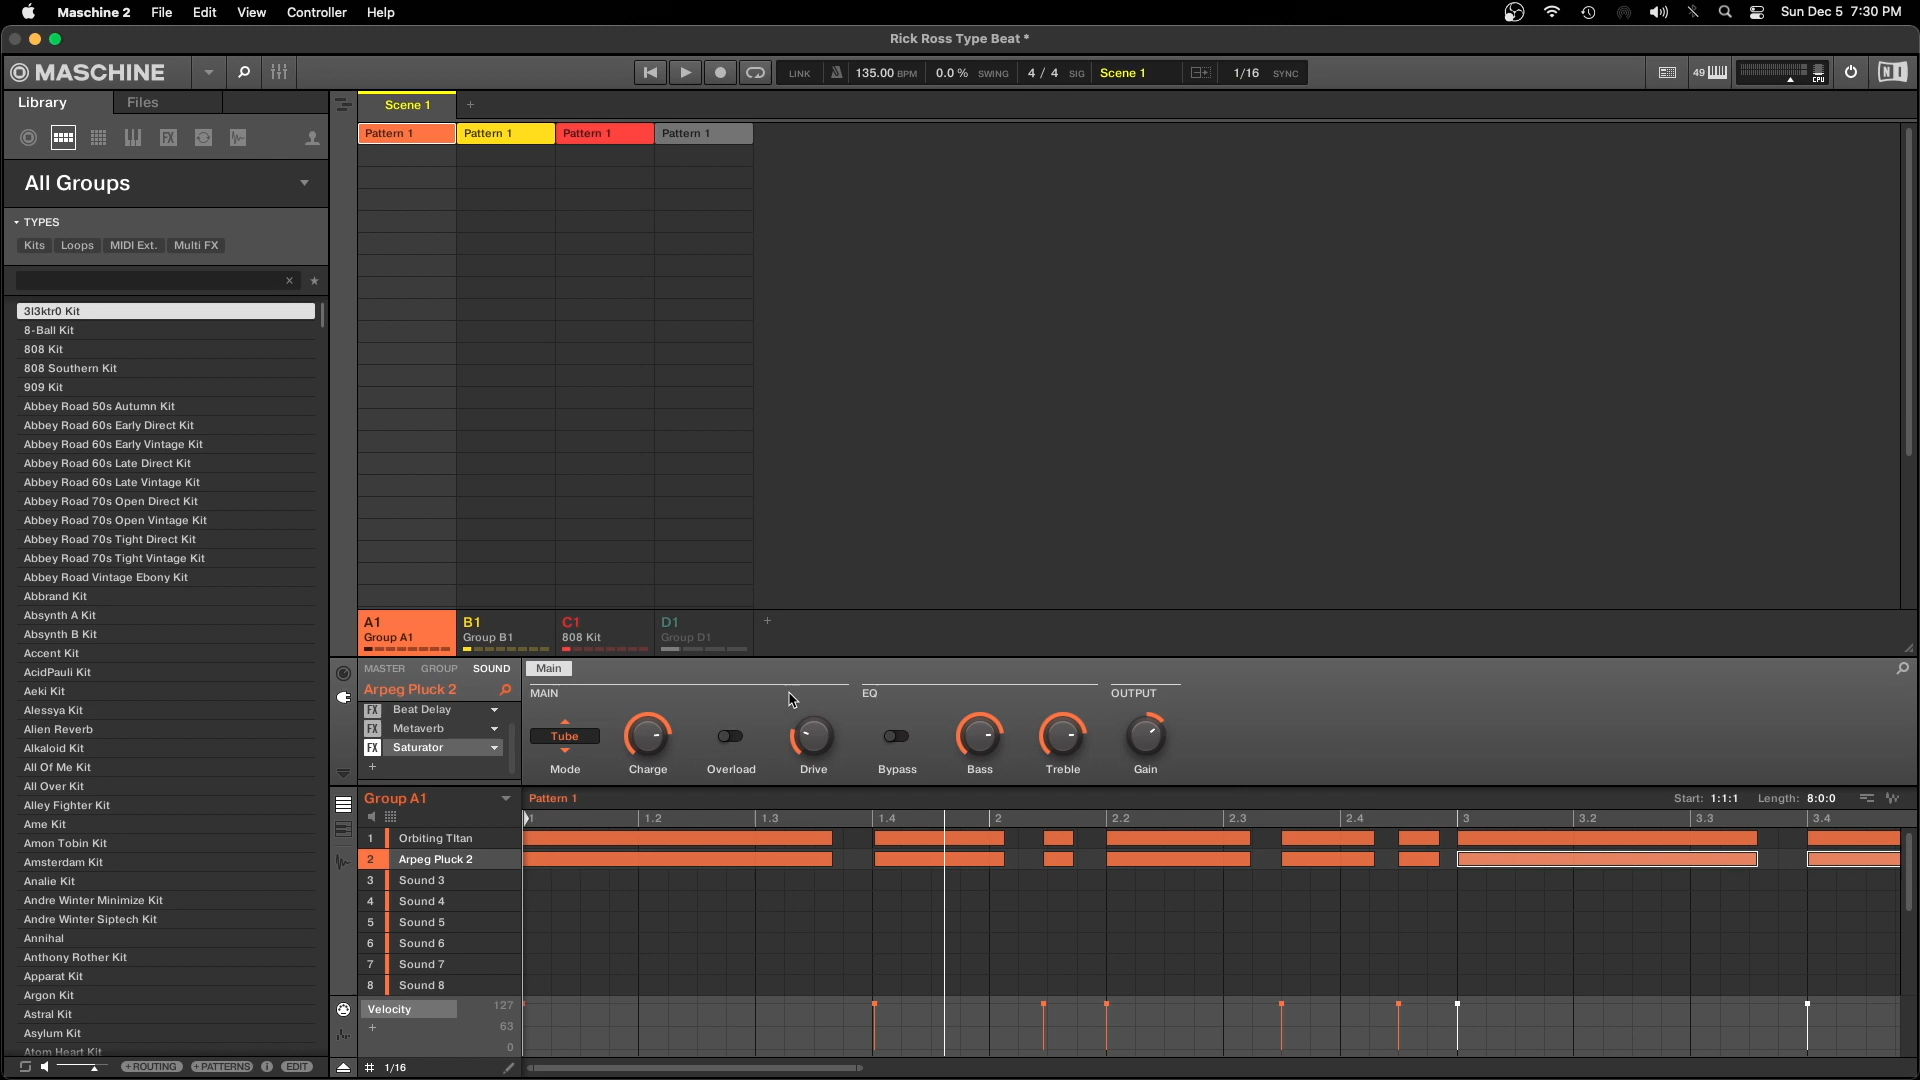 Maschine 2 File Edit View Controller Help
Sun Dec 5 7:30 PM
Rick Ross Type Beat *
MASCHINE
LINK 135.00 BPM 0.0 % SWING 4 / 4 SIG Scene 1 1/16 SYNC
49
CPU
NI
Library Files
Scene 1 +
Pattern 1 Pattern 1 Pattern 1 Pattern 1
FX
All Groups
TYPES
Kits Loops MIDI Ext. Multi FX
3l3ktr0 Kit
8-Ball Kit
808 Kit
808 Southern Kit
909 Kit
Abbey Road 50s Autumn Kit
Abbey Road 60s Early Direct Kit
Abbey Road 60s Early Vintage Kit
Abbey Road 60s Late Direct Kit
Abbey Road 60s Late Vintage Kit
Abbey Road 70s Open Direct Kit
Abbey Road 70s Open Vintage Kit
Abbey Road 70s Tight Direct Kit
Abbey Road 70s Tight Vintage Kit
Abbey Road Vintage Ebony Kit
Abbrand Kit
Absynth A Kit
Absynth B Kit
Accent Kit
AcidPauli Kit
Aeki Kit
Alessya Kit
Alien Reverb
Alkaloid Kit
All Of Me Kit
All Over Kit
Alley Fighter Kit
Ame Kit
Amon Tobin Kit
Amsterdam Kit
Analie Kit
Andre Winter Minimize Kit
Andre Winter Siptech Kit
Annihal
Anthony Rother Kit
Apparat Kit
Argon Kit
Astral Kit
Asylum Kit
Atom Heart Kit
+ROUTING +PATTERNS i EDIT
A1 B1 C1 D1 +
Group A1 Group B1 808 Kit Group D1
MASTER GROUP SOUND Main
Arpeg Pluck 2
MAIN EQ OUTPUT
FX Beat Delay
FX Metaverb
FX Saturator
+
Tube
Mode Charge Overload Drive Bypass Bass Treble Gain
Group A1 Pattern 1 Start: 1:1:1 Length: 8:0:0
1 1.2 1.3 1.4 2 2.2 2.3 2.4 3 3.2 3.3 3.4
1 Orbiting TItan
2 Arpeg Pluck 2
3 Sound 3
4 Sound 4
5 Sound 5
6 Sound 6
7 Sound 7
8 Sound 8
Velocity 127
+ 63
0
# 1/16